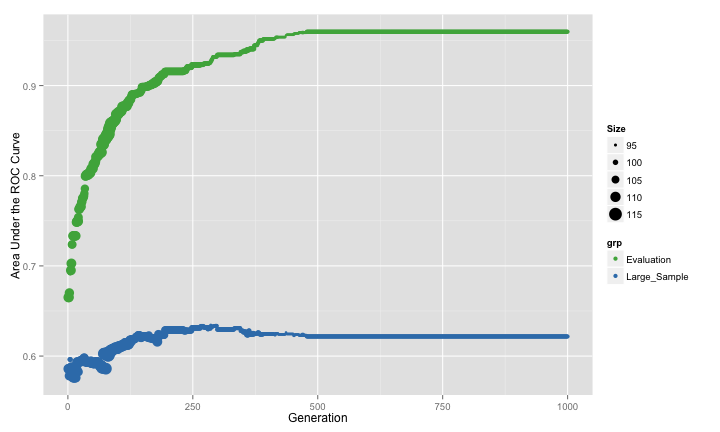 Area Under the ROC Curve
0.9
0.8
0.7
0.6
0
250
500
750
1000
Generation
Size
95
100
105
110
115
grp
Evaluation
Large_Sample